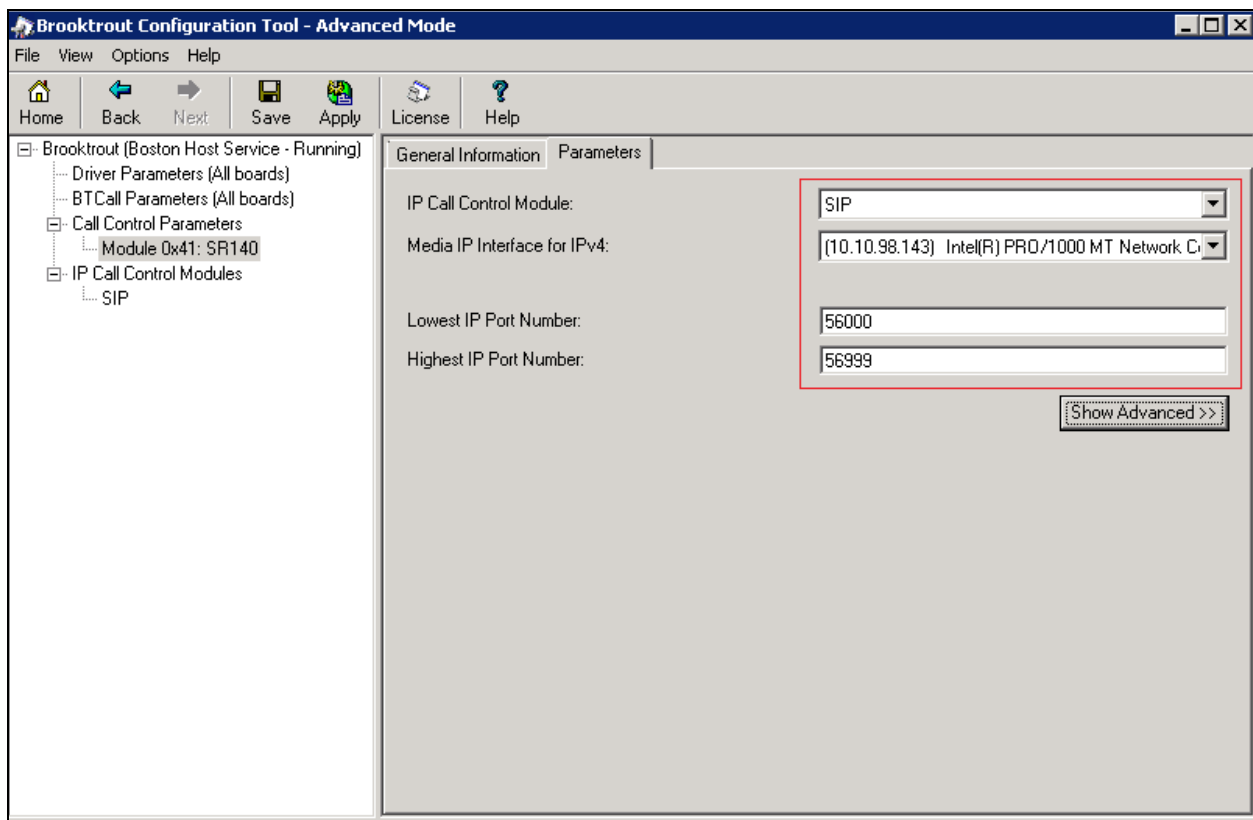 Brooktrout Configuration Tool - Advanced Mode
File View Options Help
Home Back Next Save Apply License Help
Brooktrout (Boston Host Service - Running)
Driver Parameters (All boards)
BTCall Parameters (All boards)
Call Control Parameters
Module 0x41: SR140
IP Call Control Modules
SIP
General Information Parameters
IP Call Control Module: SIP
Media IP Interface for IPv4: (10.10.98.143) Intel(R) PRO/1000 MT Network
Lowest IP Port Number: 56000
Highest IP Port Number: 56999
Show Advanced >>